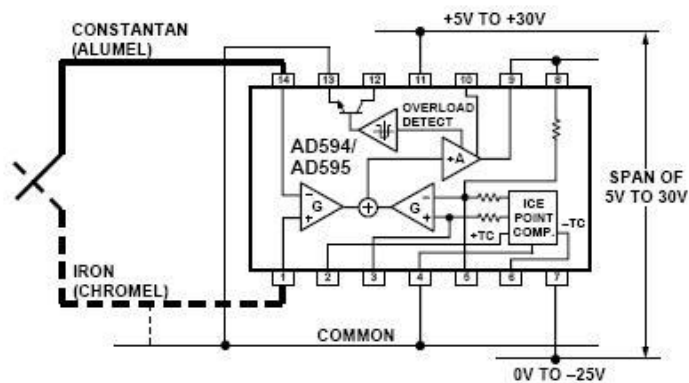 CONSTANTAN
(ALUMEL)
+5V TO +30V
14 13 12 11 10 9 8
OVERLOAD
DETECT
AD594/
AD595
+A
SPAN OF
5V TO 30V
– –
G G
+ +
ICE
POINT
COMP.
+TC
–TC
IRON
(CHROMEL)
1 2 3 4 5 6 7
COMMON
0V TO –25V